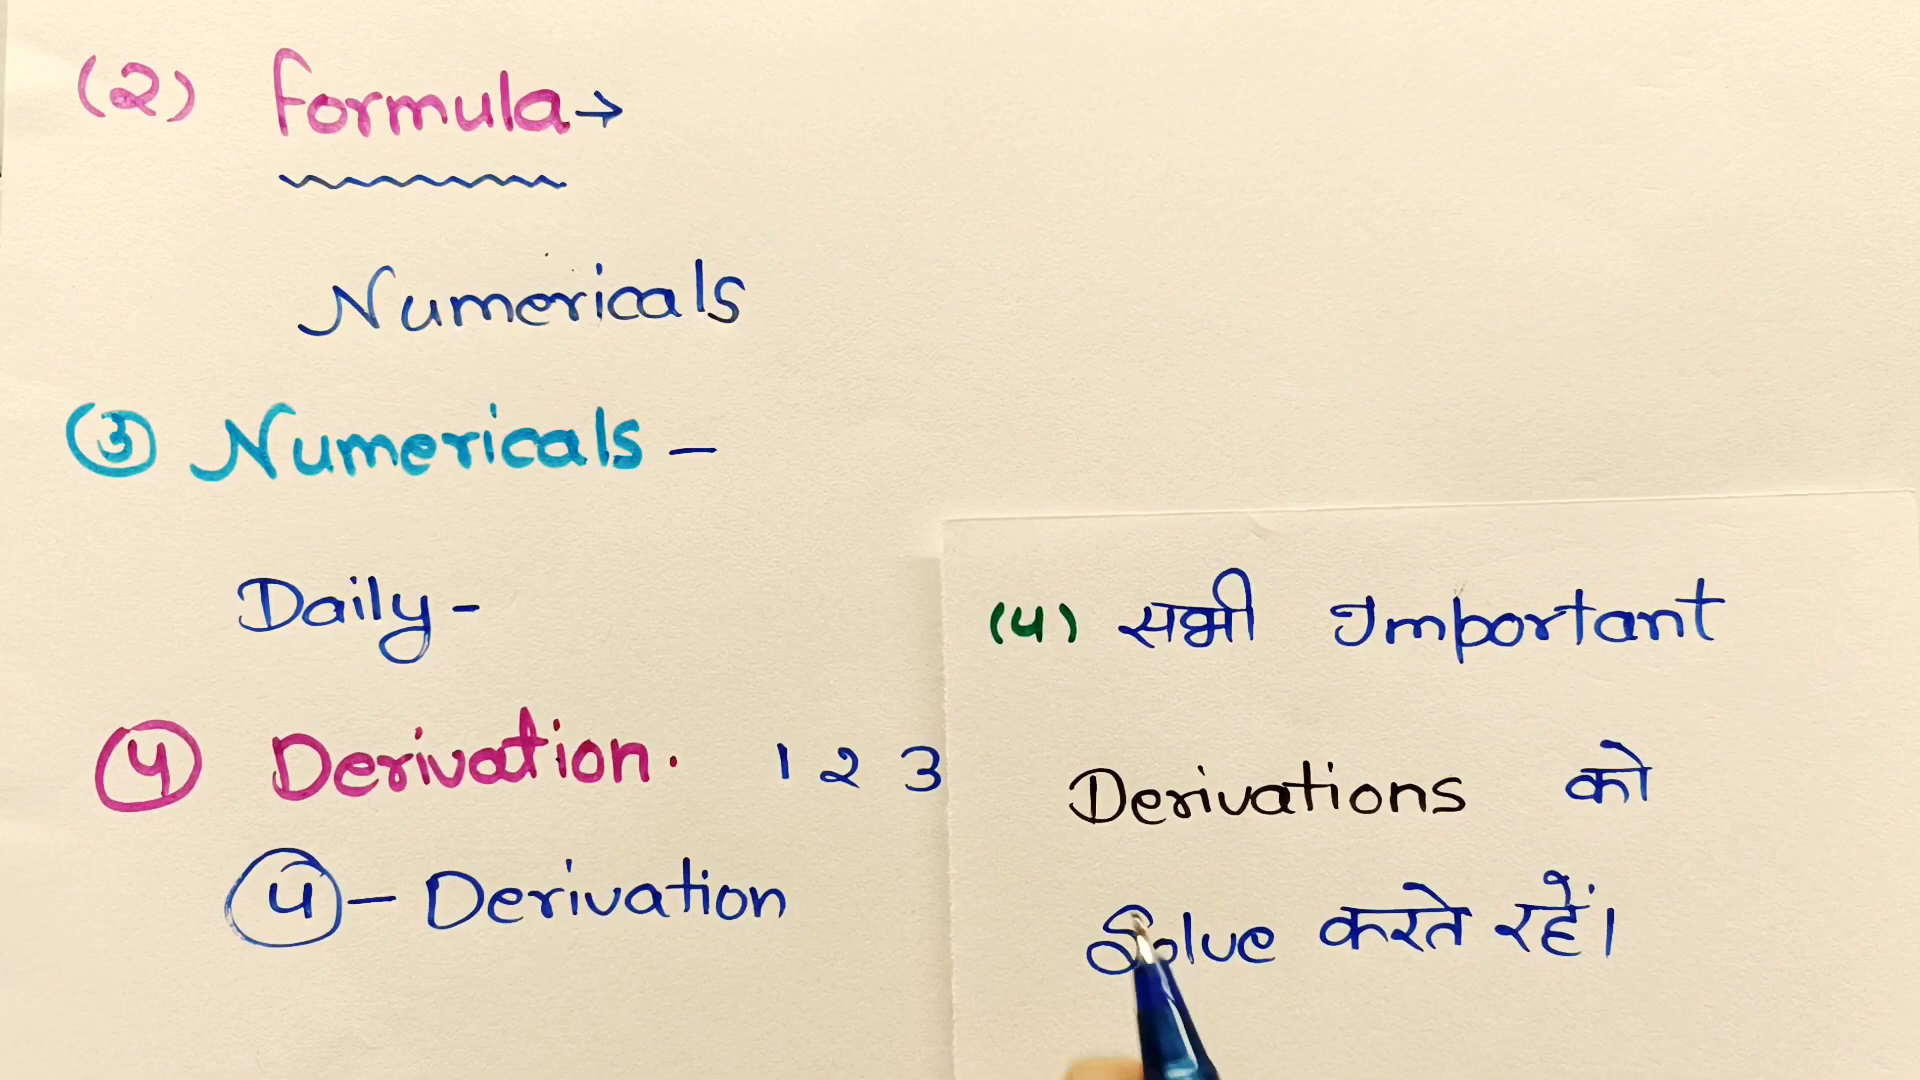 (2) Formula→
Numericals
③ Numericals –
Daily -
④ Derivation. 1 2 3
④ – Derivation
(4) सभी Important
Derivations को
Solve करते रहें।